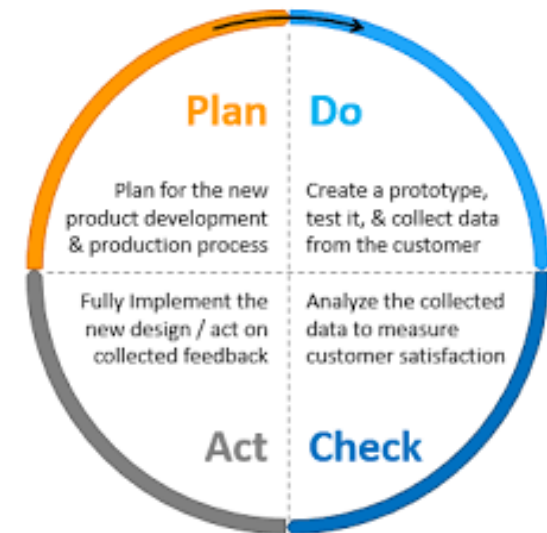 Plan
Plan for the new
product development
& production process
Do
Create a prototype,
test it, & collect data
from the customer
Fully Implement the
new design / act on
collected feedback
Act
Analyze the collected
data to measure
customer satisfaction
Check